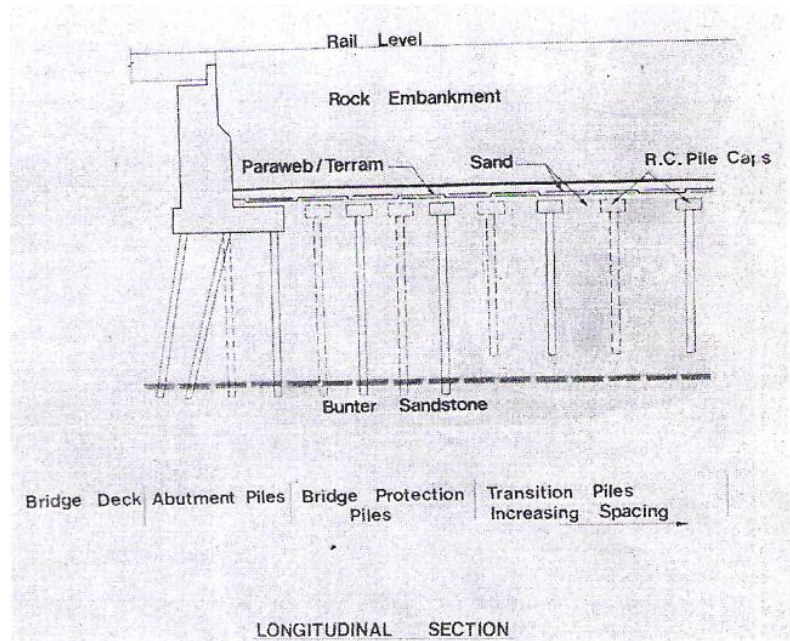 Rail Level
Rock Embankment
Paraweb/Terram
Sand
R.C. Pile Caps
Bunter Sandstone
Bridge Deck
Abutment Piles
Bridge Protection
Piles
Transition Piles
Increasing Spacing
LONGITUDINAL SECTION